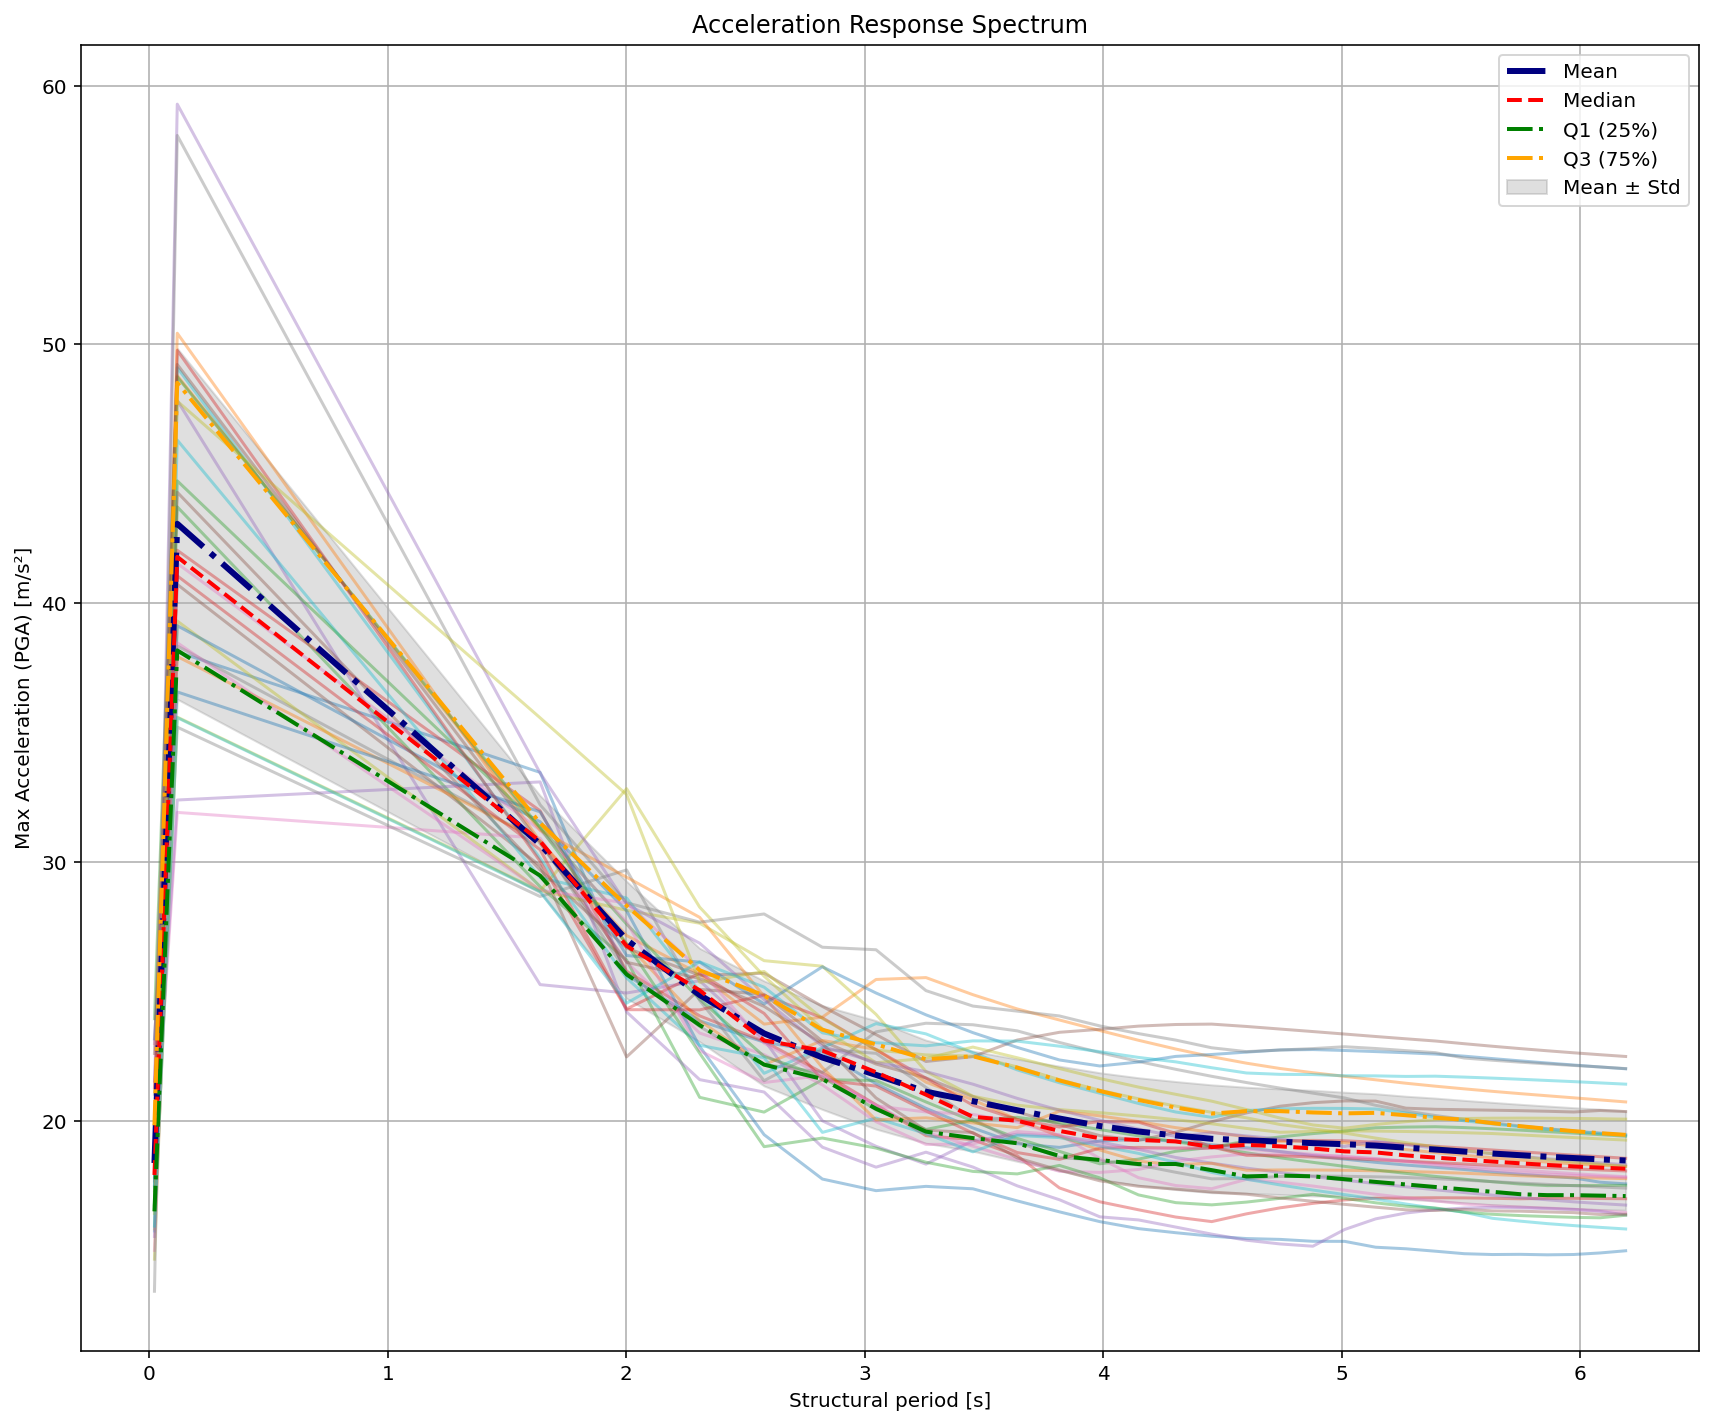 Acceleration Response Spectrum
Mean
Median
Q1 (25%)
Q3 (75%)
Mean ± Std
Max Acceleration (PGA) [m/s²]
60
50
40
30
20
0 1 2 3 4 5 6
Structural period [s]